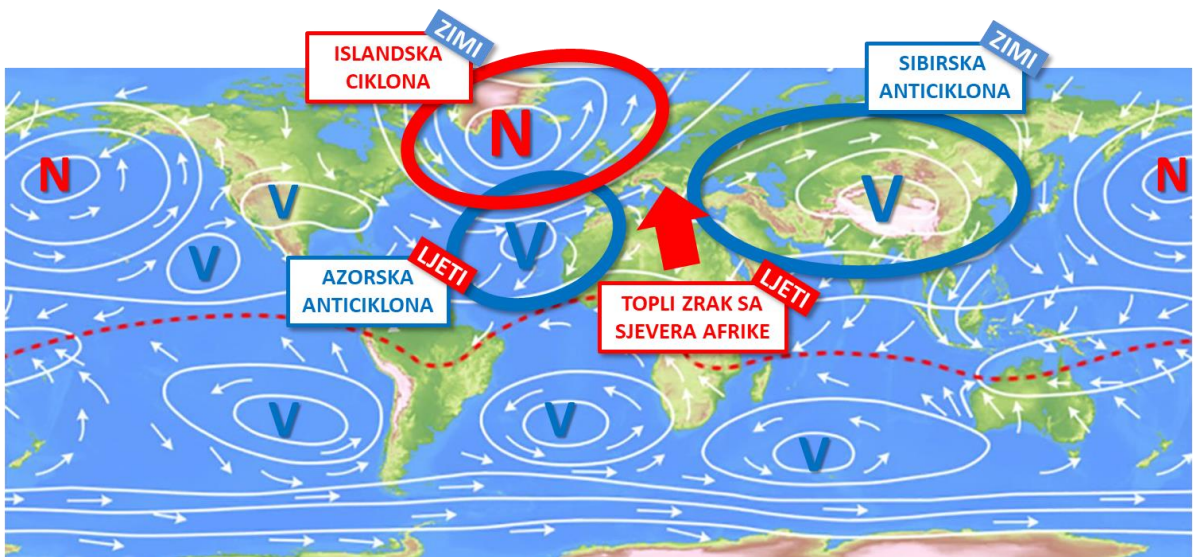 ZIMI
ISLANDSKA
CIKLONA
ZIMI
SIBIRSKA
ANTICIKLONA
N
N
V
V
V
V
N
LJETI
AZORSKA
ANTICIKLONA
LJETI
TOPLI ZRAK SA
SJEVERA AFRIKE
V
V
V